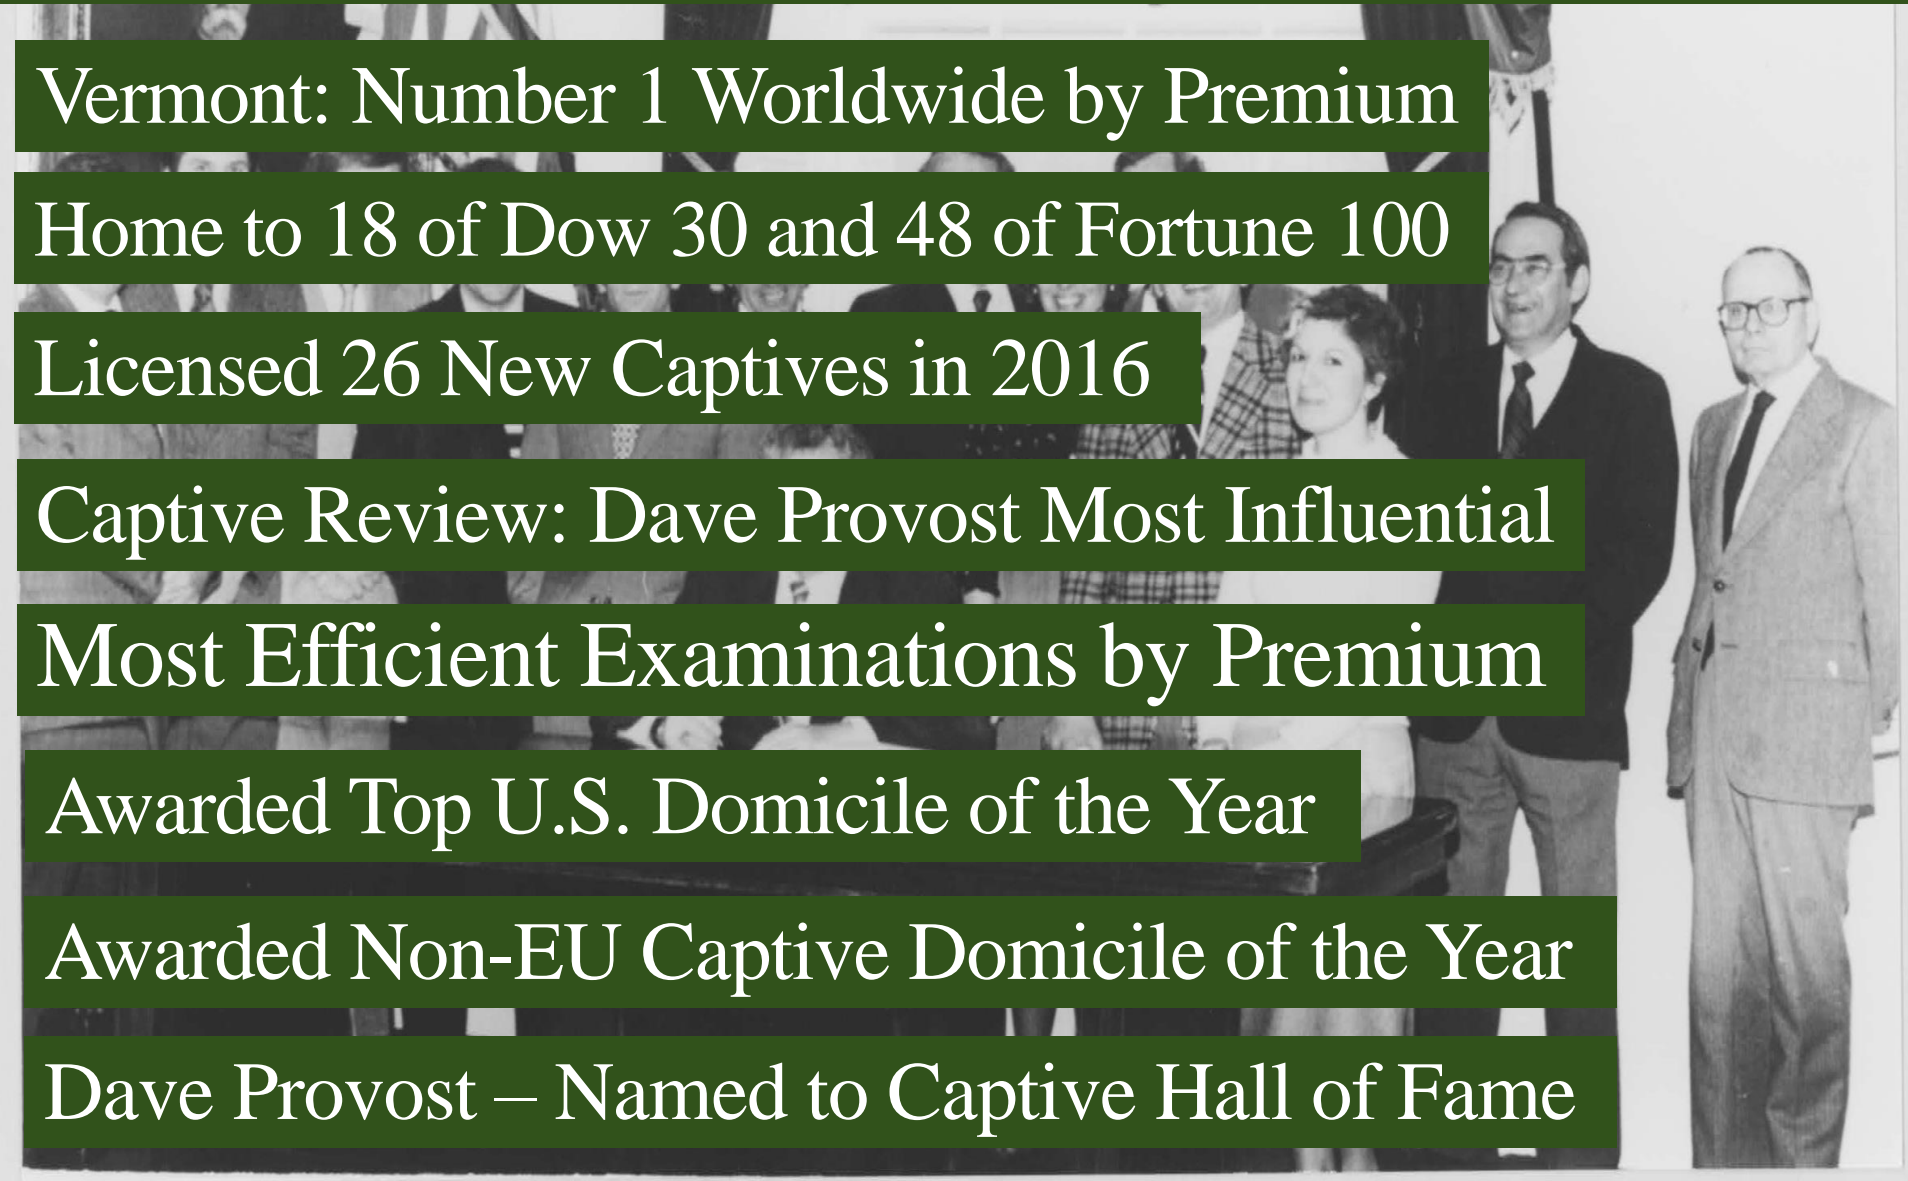 Vermont: Number 1 Worldwide by Premium
Home to 18 of Dow 30 and 48 of Fortune 100
Licensed 26 New Captives in 2016
Captive Review: Dave Provost Most Influential
Most Efficient Examinations by Premium
Awarded Top U.S. Domicile of the Year
Awarded Non-EU Captive Domicile of the Year
Dave Provost – Named to Captive Hall of Fame